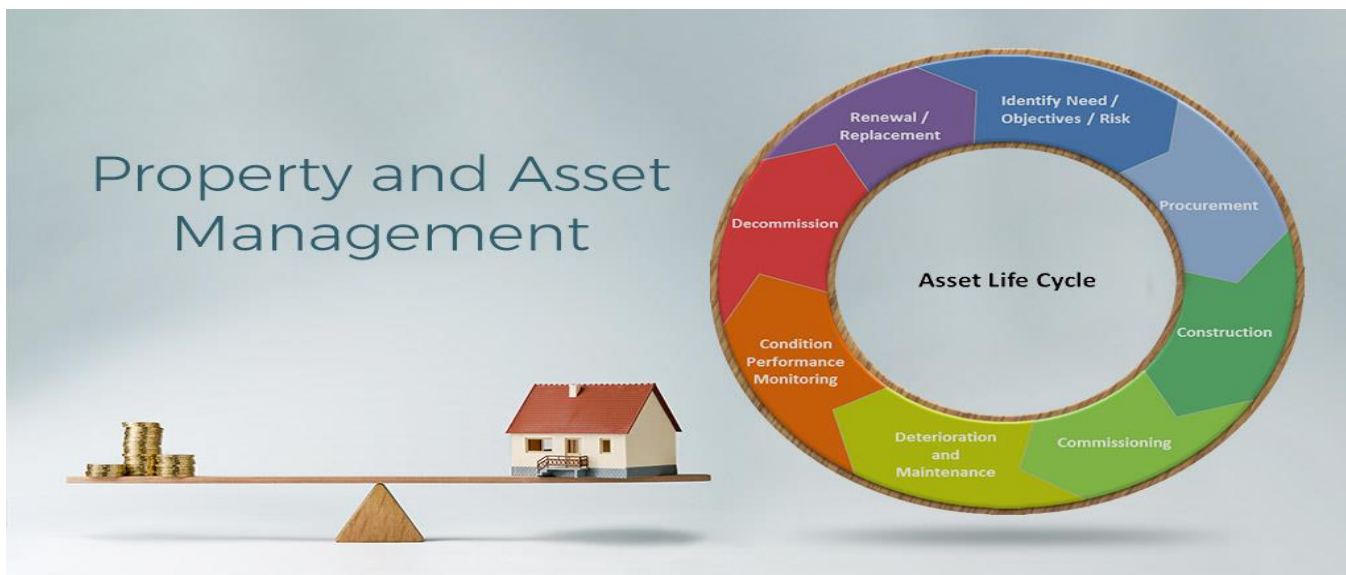 Property and Asset
Management
Asset Life Cycle
Identify Need /
Objectives / Risk
Procurement
Construction
Commissioning
Deterioration
and
Maintenance
Condition
Performance
Monitoring
Decommission
Renewal /
Replacement